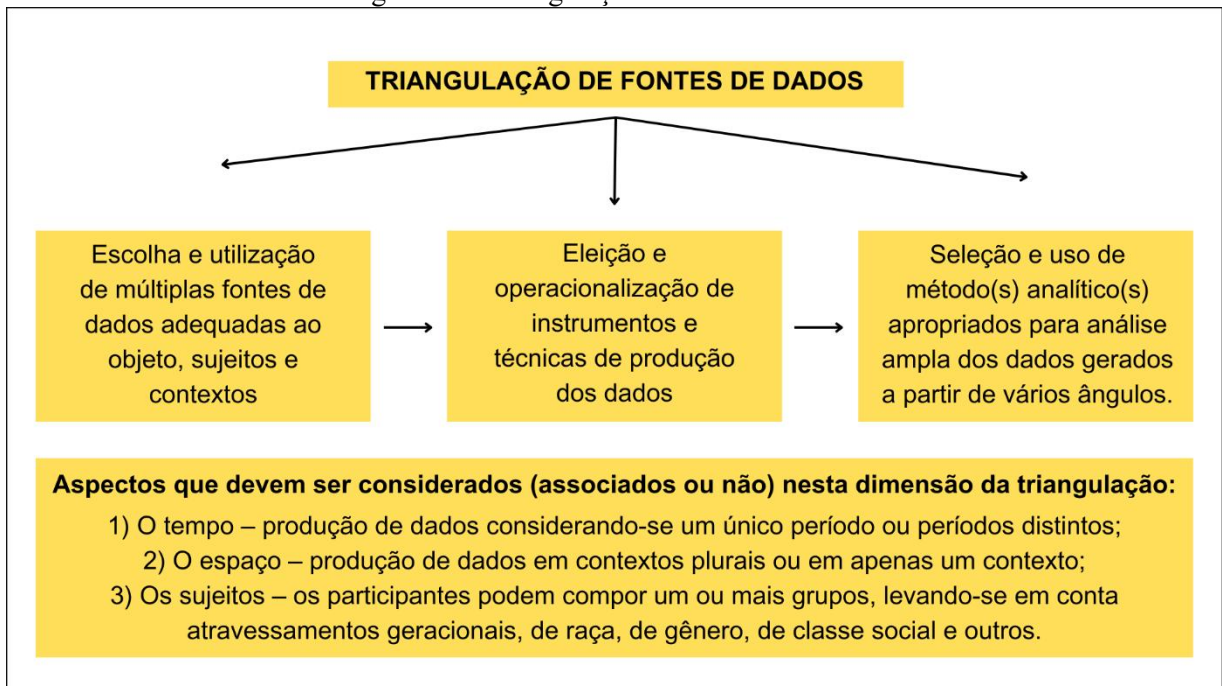 TRIANGULAÇÃO DE FONTES DE DADOS
Escolha e utilização
de múltiplas fontes de
dados adequadas ao
objeto, sujeitos e
contextos
Eleição e
operacionalização de
instrumentos e
técnicas de produção
dos dados
Seleção e uso de
método(s) analítico(s)
apropriados para análise
ampla dos dados gerados
a partir de vários ângulos.
Aspectos que devem ser considerados (associados ou não) nesta dimensão da triangulação:
1) O tempo – produção de dados considerando-se um único período ou períodos distintos;
2) O espaço – produção de dados em contextos plurais ou em apenas um contexto;
3) Os sujeitos – os participantes podem compor um ou mais grupos, levando-se em conta
atravessamentos geracionais, de raça, de gênero, de classe social e outros.